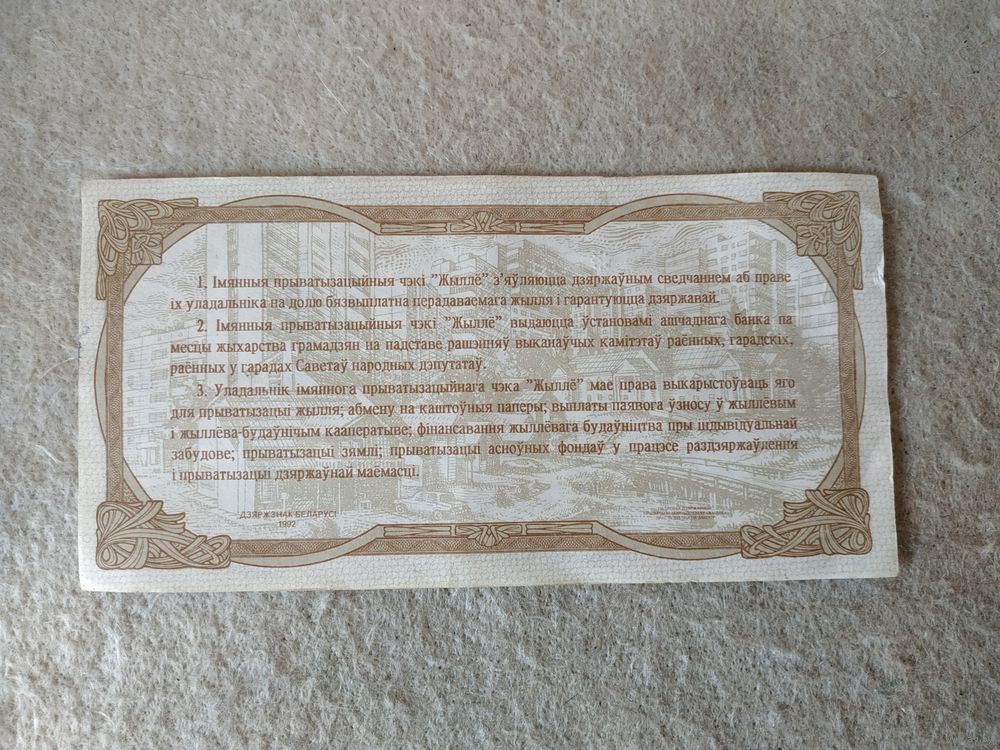 1. Імянныя прыватызацыйныя чэкі "Жыллё" з'яўляюцца дзяржаўным сведчаннем аб праве
іх уладальніка на долю бязвыплатна перадаваемага жылля і гарантуюцца дзяржавай.
2. Імянныя прыватызацыйныя чэкі "Жыллё" выдаюцца ўстановамі ашчаднага банка па
месцы жыхарства грамадзян на падставе рашэнняў выканаўчых камітэтаў раённых, гарадскіх,
раённых у гарадах Саветаў народных дэпутатаў.
3. Уладальнік імяннога прыватызацыйнага чэка "Жыллё" мае права выкарыстоўваць яго
для прыватызацыі жылля; абмену на каштоўныя паперы; выплаты паявога ўзносу ў жыллёвым
і жыллёва-будаўнічым кааператыве; фінансавання жыллёвага будаўніцтва пры індывідуальнай
забудове; прыватызацыі зямлі; прыватызацыі асноўных фондаў у працэсе раздзяржаўлення
і прыватызацыі дзяржаўнай маемасці.
ДЗЯРЖЗНАК БЕЛАРУСІ
1992